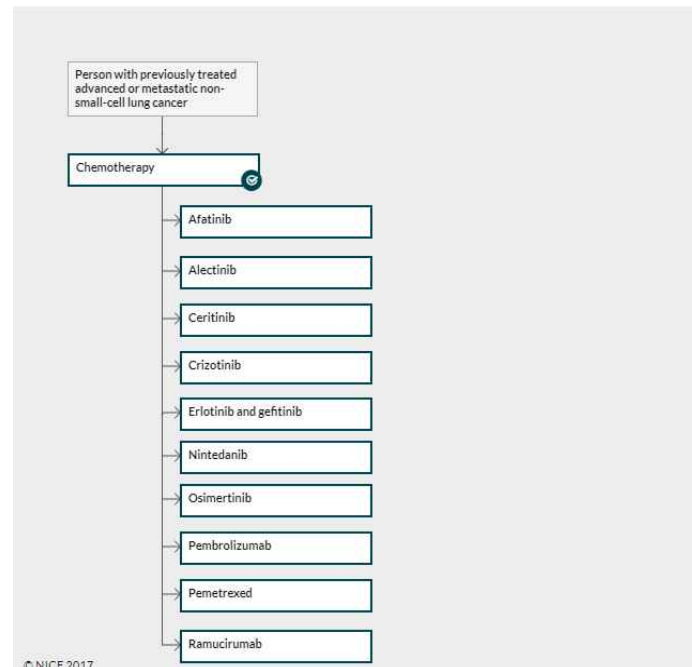 Person with previously treated
advanced or metastatic non-
small-cell lung cancer
Chemotherapy
Afatinib
Alectinib
Ceritinib
Crizotinib
Erlotinib and gefitinib
Nintedanib
Osimertinib
Pembrolizumab
Pemetrexed
Ramucirumab
© NICE 2017